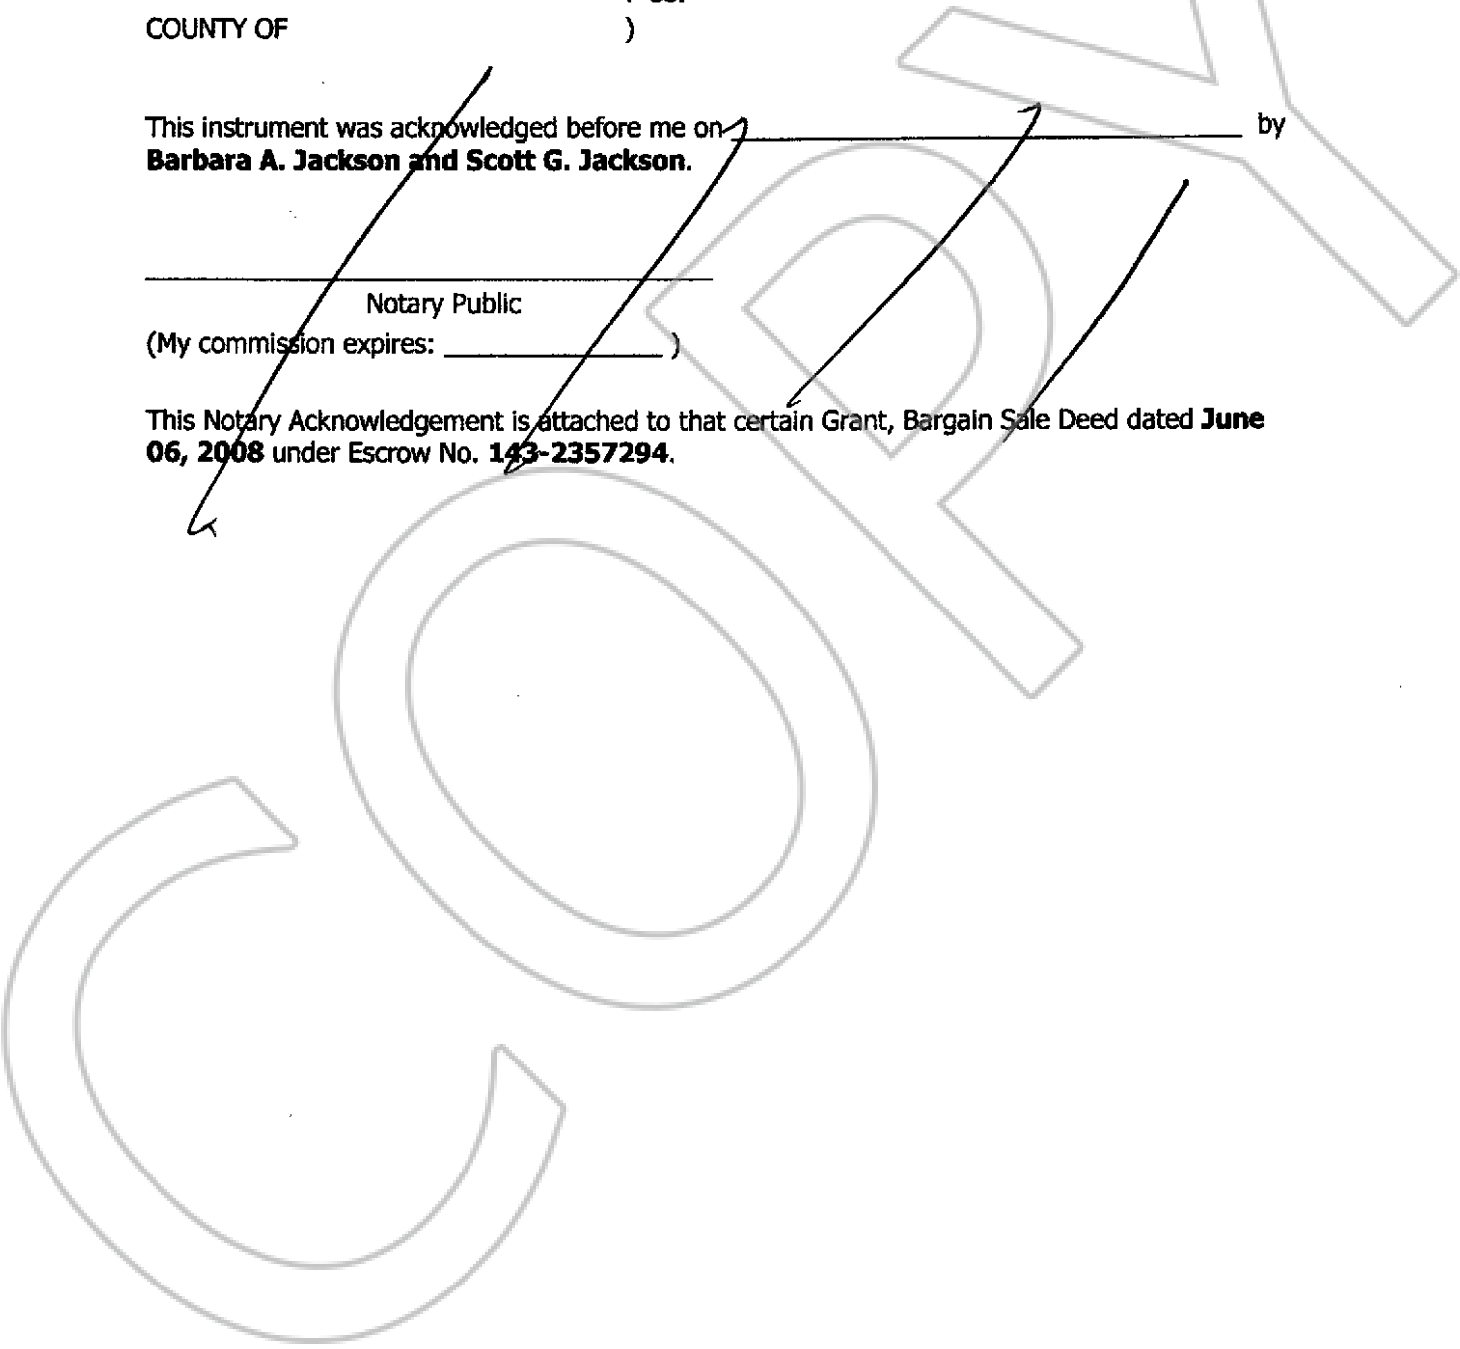 COUNTY OF )
This instrument was acknowledged before me on ____________ by
Barbara A. Jackson and Scott G. Jackson.
Notary Public
(My commission expires: ____________ )
This Notary Acknowledgement is attached to that certain Grant, Bargain Sale Deed dated June
06, 2008 under Escrow No. 143-2357294.
COPY